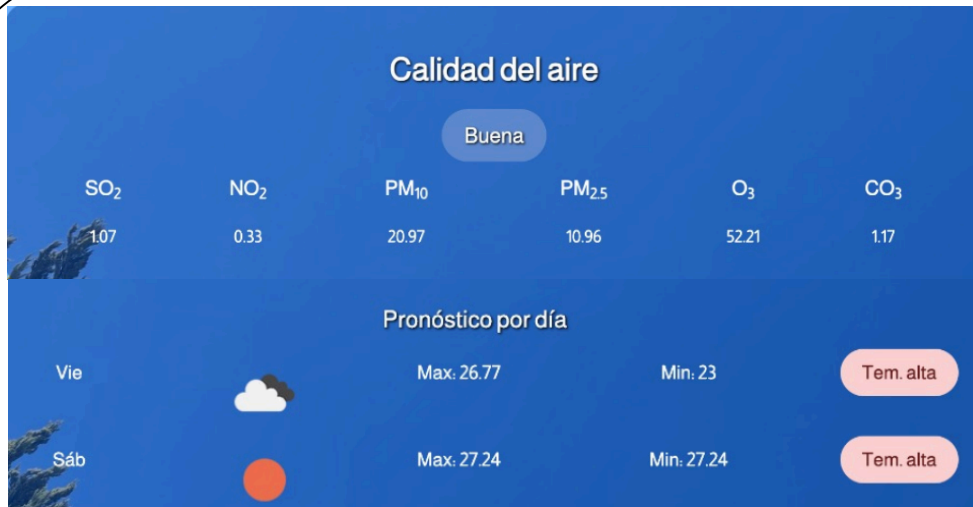 Calidad del aire
Buena
SO₂ NO₂ PM₁₀ PM₂.₅ O₃ CO₃
1.07 0.33 20.97 10.96 52.21 1.17
Pronóstico por día
Vie Max: 26.77 Min: 23 Tem. alta
Sáb Max: 27.24 Min: 27.24 Tem. alta